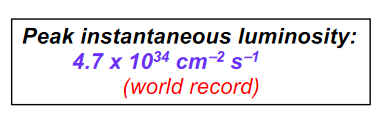 Peak instantaneous luminosity:
4.7 x 10³⁴ cm⁻² s⁻¹
(world record)